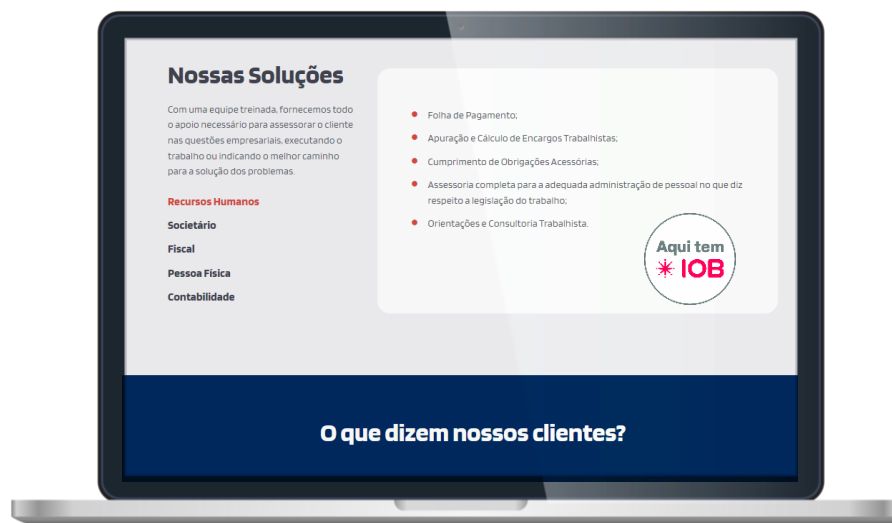 Nossas Soluções
Com uma equipe treinada, fornecemos todo
o apoio necessário para assessorar o cliente
nas questões empresariais, executando o
trabalho ou indicando o melhor caminho
para a solução dos problemas.
Recursos Humanos
Societário
Fiscal
Pessoa Física
Contabilidade
Folha de Pagamento;
Apuração e Cálculo de Encargos Trabalhistas;
Cumprimento de Obrigações Acessórias;
Assessoria completa para a adequada administração de pessoal no que diz
respeito a legislação do trabalho;
Orientações e Consultoria Trabalhista.
Aqui tem
IOB
O que dizem nossos clientes?